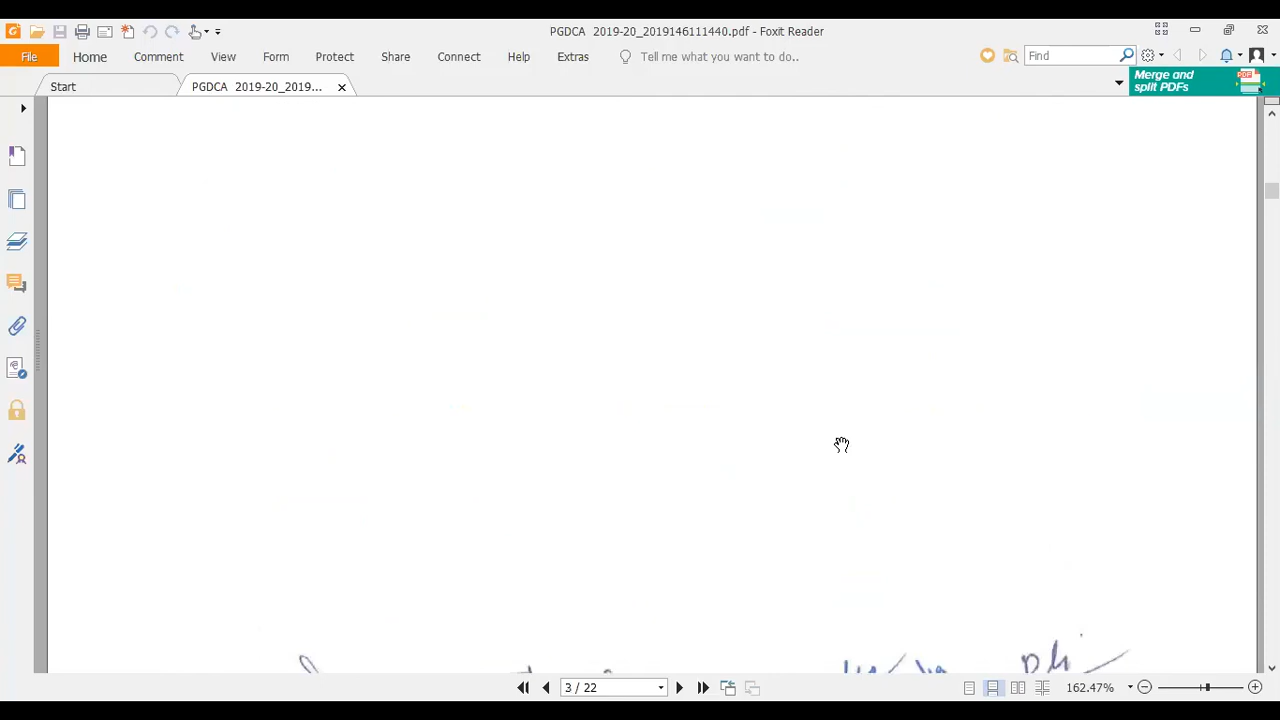 PGDCA 2019-20_2019146111440.pdf - Foxit Reader
File Home Comment View Form Protect Share Connect Help Extras Tell me what you want to do.. Find
Start PGDCA 2019-20_2019... Merge and
split PDFs
PDF
3 / 22 162.47%